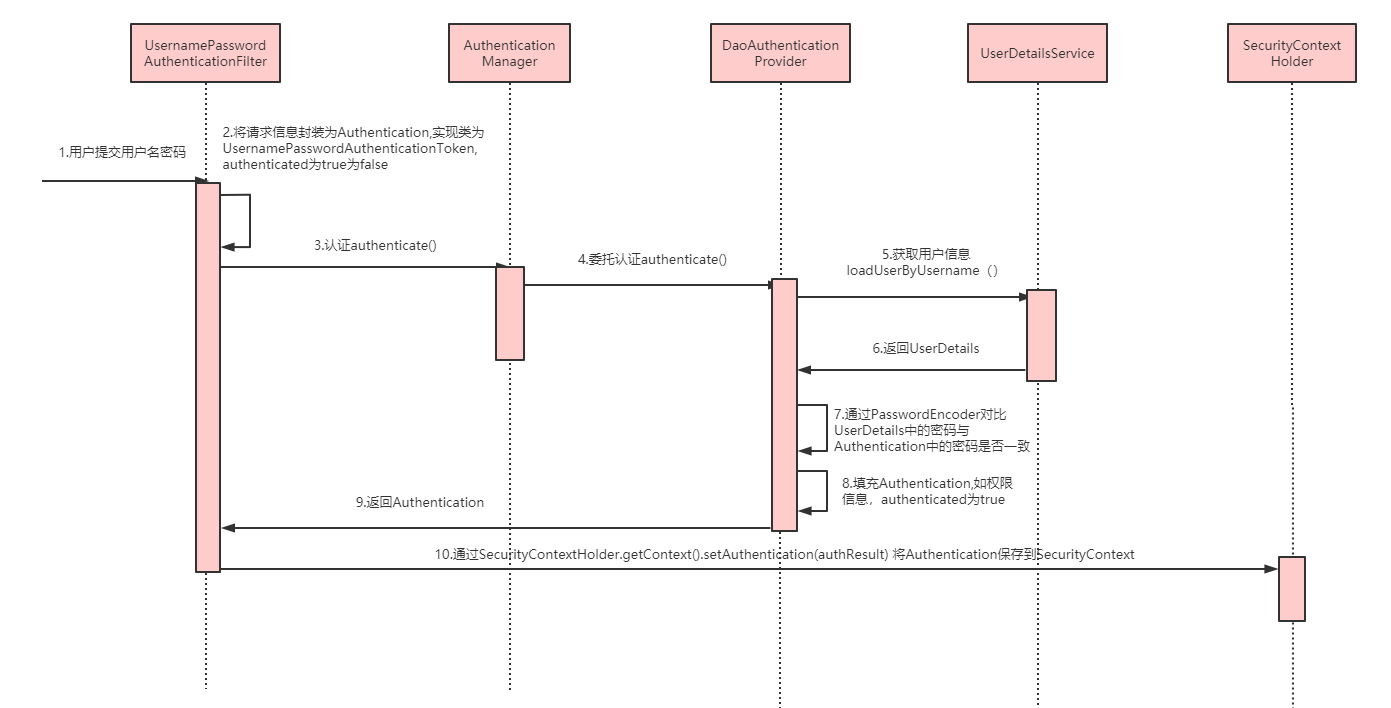 UsernamePassword
AuthenticationFilter
Authentication
Manager
DaoAuthentication
Provider
UserDetailsService
SecurityContext
Holder
1.用户提交用户名密码
2.将请求信息封装为Authentication,实现类为
UsernamePasswordAuthenticationToken,
authenticated为true为false
3.认证authenticate()
4.委托认证authenticate()
5.获取用户信息
loadUserByUsername（）
6.返回UserDetails
7.通过PasswordEncoder对比
UserDetails中的密码与
Authentication中的密码是否一致
8.填充Authentication,如权限
信息，authenticated为true
9.返回Authentication
10.通过SecurityContextHolder.getContext().setAuthentication(authResult) 将Authentication保存到SecurityContext